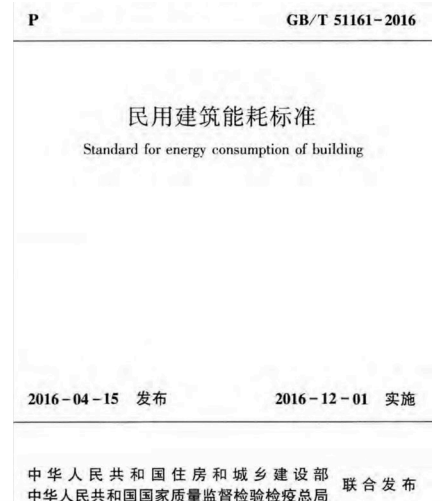 P GB/T 51161-2016
民用建筑能耗标准
Standard for energy consumption of building
2016-04-15 发布 2016-12-01 实施
中华人民共和国住房和城乡建设部
联合发布
中华人民共和国国家质量监督检验检疫总局